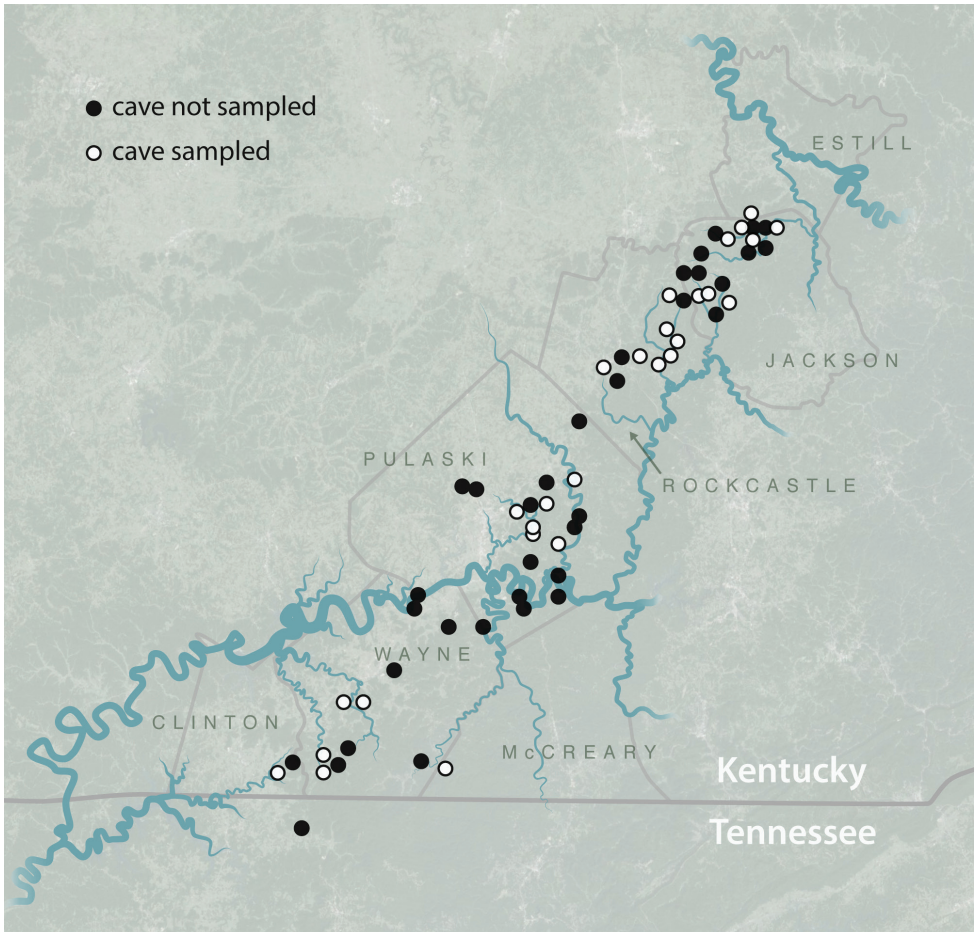 cave not sampled
cave sampled
ESTILL
JACKSON
PULASKI
ROCKCASTLE
WAYNE
CLINTON
McCREARY
Kentucky
Tennessee